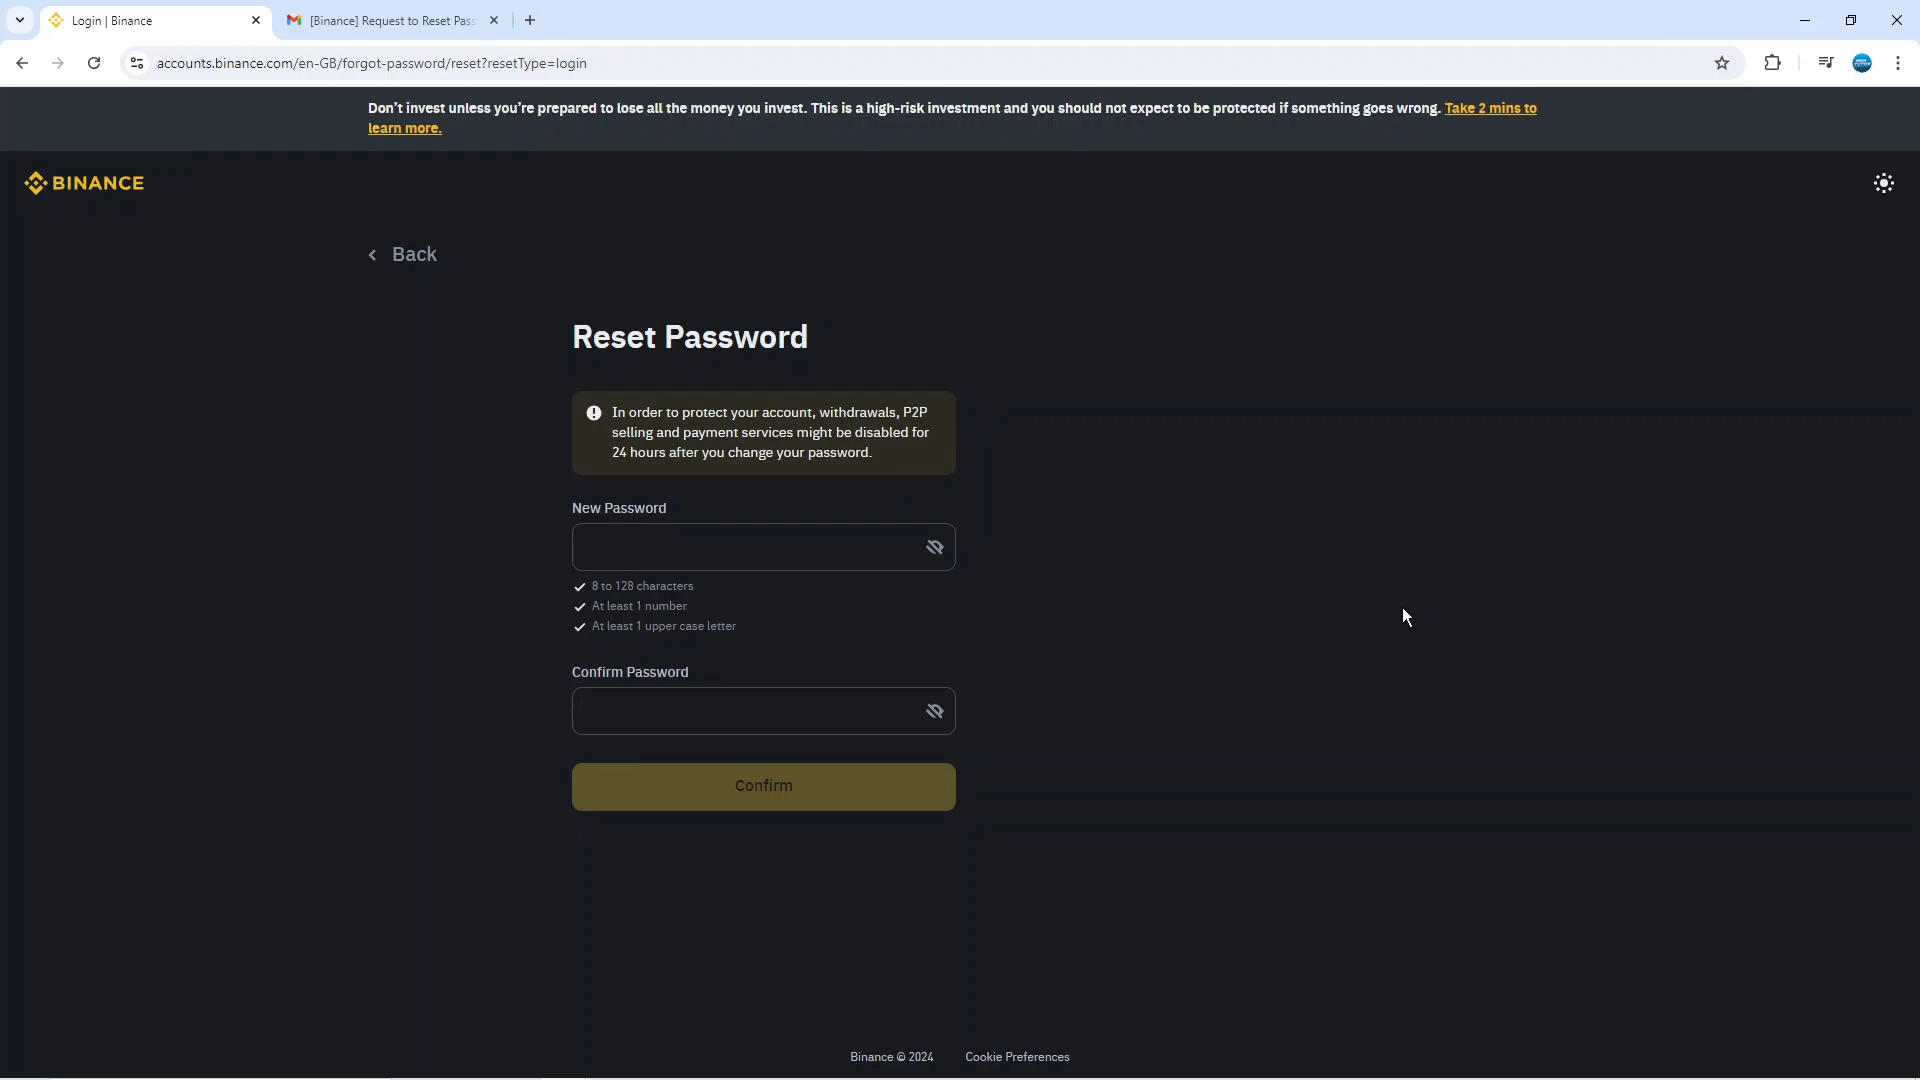 Login | Binance
[Binance] Request to Reset Pass
accounts.binance.com/en-GB/forgot-password/reset?resetType=login
Don’t invest unless you’re prepared to lose all the money you invest. This is a high-risk investment and you should not expect to be protected if something goes wrong. Take 2 mins to
learn more.
BINANCE
Back
Reset Password
In order to protect your account, withdrawals, P2P
selling and payment services might be disabled for
24 hours after you change your password.
New Password
8 to 128 characters
At least 1 number
At least 1 upper case letter
Confirm Password
Confirm
Binance © 2024
Cookie Preferences